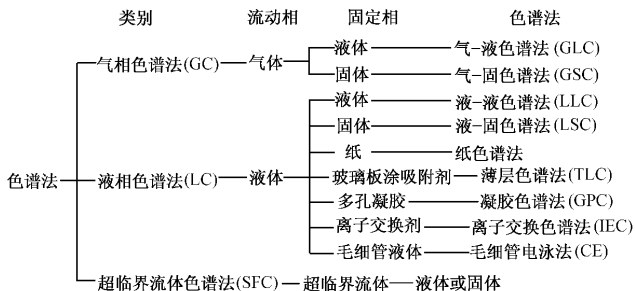 类别 流动相 固定相 色谱法
液体 气-液色谱法(GLC)
气相色谱法(GC) 气体
固体 气-固色谱法(GSC)
液体 液-液色谱法(LLC)
固体 液-固色谱法(LSC)
纸 纸色谱法
色谱法 液相色谱法(LC) 液体 玻璃板涂吸附剂 薄层色谱法(TLC)
多孔凝胶 凝胶色谱法(GPC)
离子交换剂 离子交换色谱法(IEC)
毛细管液体 毛细管电泳法(CE)
超临界流体色谱法(SFC) 超临界流体 液体或固体